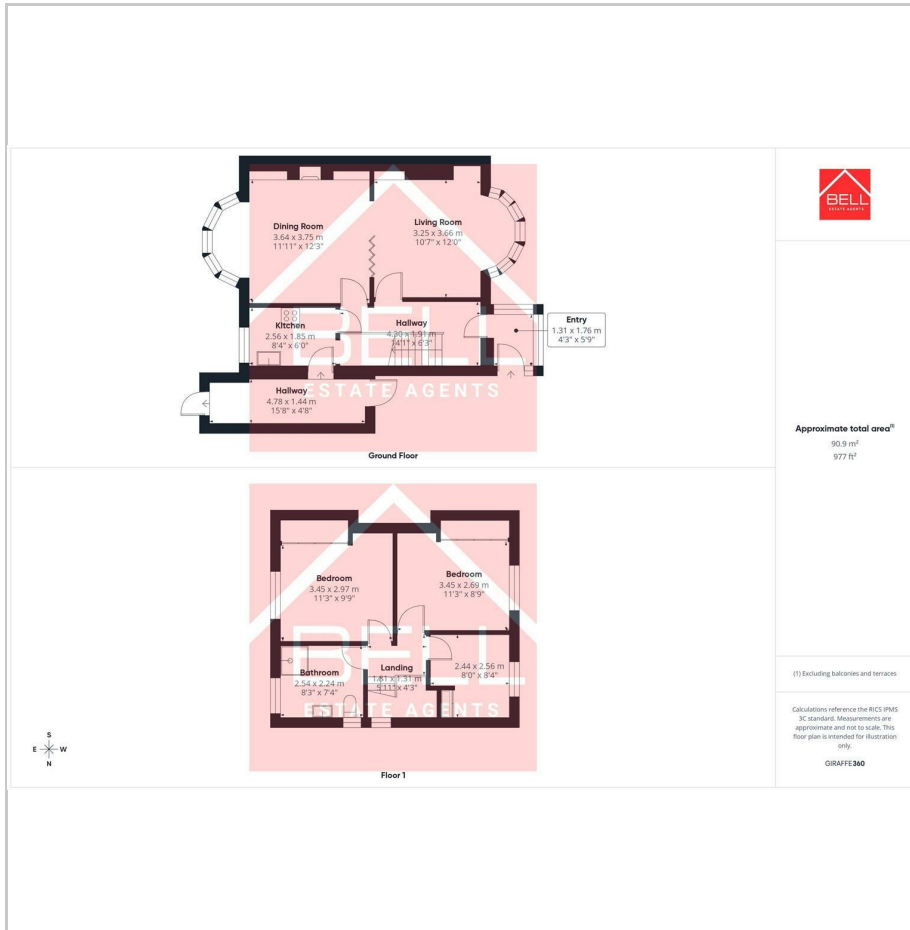 Dining Room
3.64 x 3.75 m
11'11" x 12'3"
Living Room
3.25 x 3.66 m
10'7" x 12'0"
Kitchen
2.56 x 1.85 m
8'4" x 6'0"
Hallway
4.30 x 1.91 m
14'1" x 6'3"
Entry
1.31 x 1.76 m
4'3" x 5'9"
Hallway
4.78 x 1.44 m
15'8" x 4'8"
BELL
ESTATE AGENTS
Ground Floor
Bedroom
3.45 x 2.97 m
11'3" x 9'9"
Bedroom
3.45 x 2.69 m
11'3" x 8'9"
Bathroom
2.54 x 2.24 m
8'3" x 7'4"
Landing
1.81 x 1.31 m
5'11" x 4'3"
2.44 x 2.56 m
8'0" x 8'4"
BELL
ESTATE AGENTS
Floor 1
S
E W
N
BELL
ESTATE AGENTS
Approximate total area(1)
90.9 m²
977 ft²
(1) Excluding balconies and terraces
Calculations reference the RICS IPMS
3C standard. Measurements are
approximate and not to scale. This
floor plan is intended for illustration
only.
GIRAFFE360